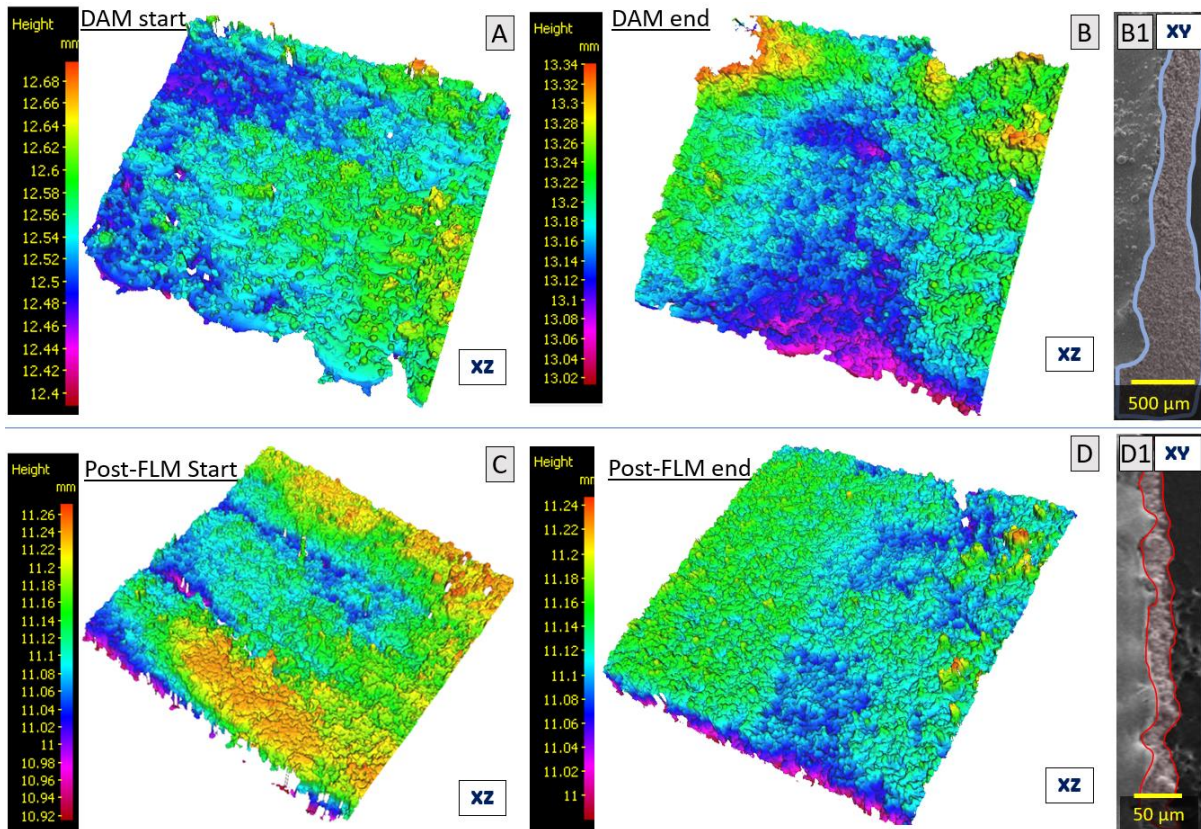 DAM start
A
Height
mm
12.68
12.66
12.64
12.62
12.6
12.58
12.56
12.54
12.52
12.5
12.48
12.46
12.44
12.42
12.4
XZ
DAM end
B
Height
mm
13.34
13.32
13.3
13.28
13.26
13.24
13.22
13.2
13.18
13.16
13.14
13.12
13.1
13.08
13.06
13.04
13.02
XZ
B1 XY
500 µm
Post-FLM Start
C
Height
mm
11.26
11.24
11.22
11.2
11.18
11.16
11.14
11.12
11.1
11.08
11.06
11.04
11.02
11
10.98
10.96
10.94
10.92
XZ
Post-FLM end
D
Height
mm
11.24
11.22
11.2
11.18
11.16
11.14
11.12
11.1
11.08
11.06
11.04
11.02
11
XZ
D1 XY
50 µm